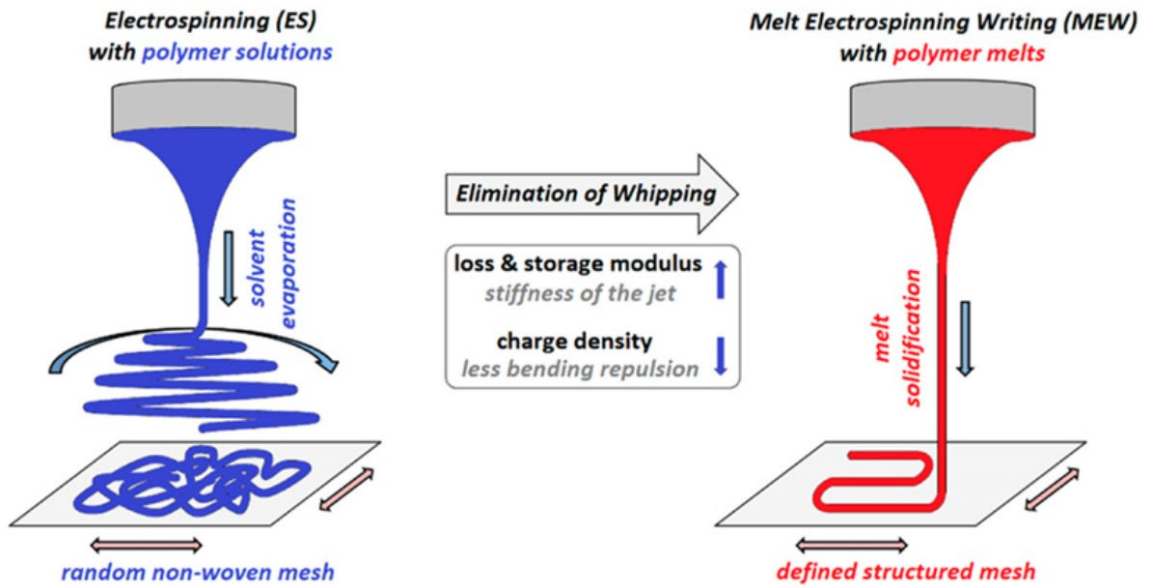 Electrospinning (ES)
with polymer solutions
solvent
evaporation
random non-woven mesh
Elimination of Whipping
loss & storage modulus
stiffness of the jet
charge density
less bending repulsion
Melt Electrospinning Writing (MEW)
with polymer melts
melt
solidification
defined structured mesh